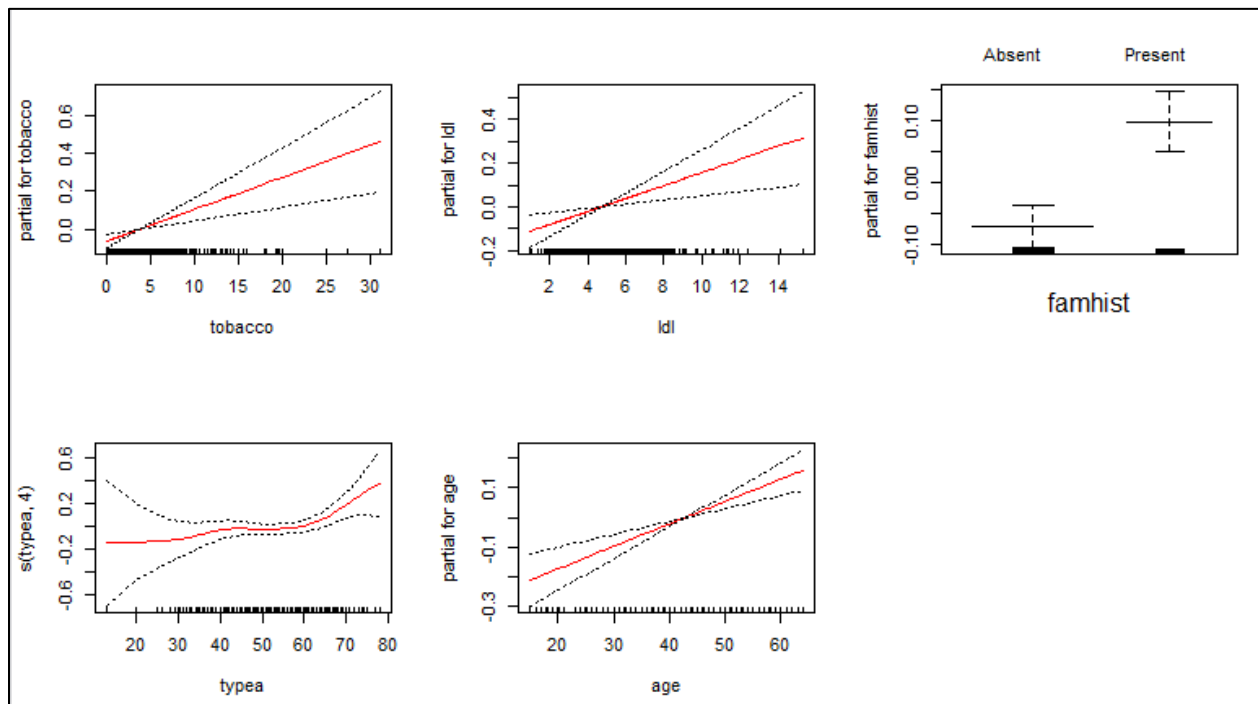 Absent Present
partial for tobacco
0.0 0.2 0.4 0.6
0 5 10 15 20 25 30
tobacco
partial for ldl
-0.2 0.0 0.2 0.4
2 4 6 8 10 12 14
ldl
partial for famhist
-0.10 0.00 0.10
famhist
s(typea, 4)
-0.6 -0.2 0.2 0.6
20 30 40 50 60 70 80
typea
partial for age
-0.3 -0.1 0.1
20 30 40 50 60
age